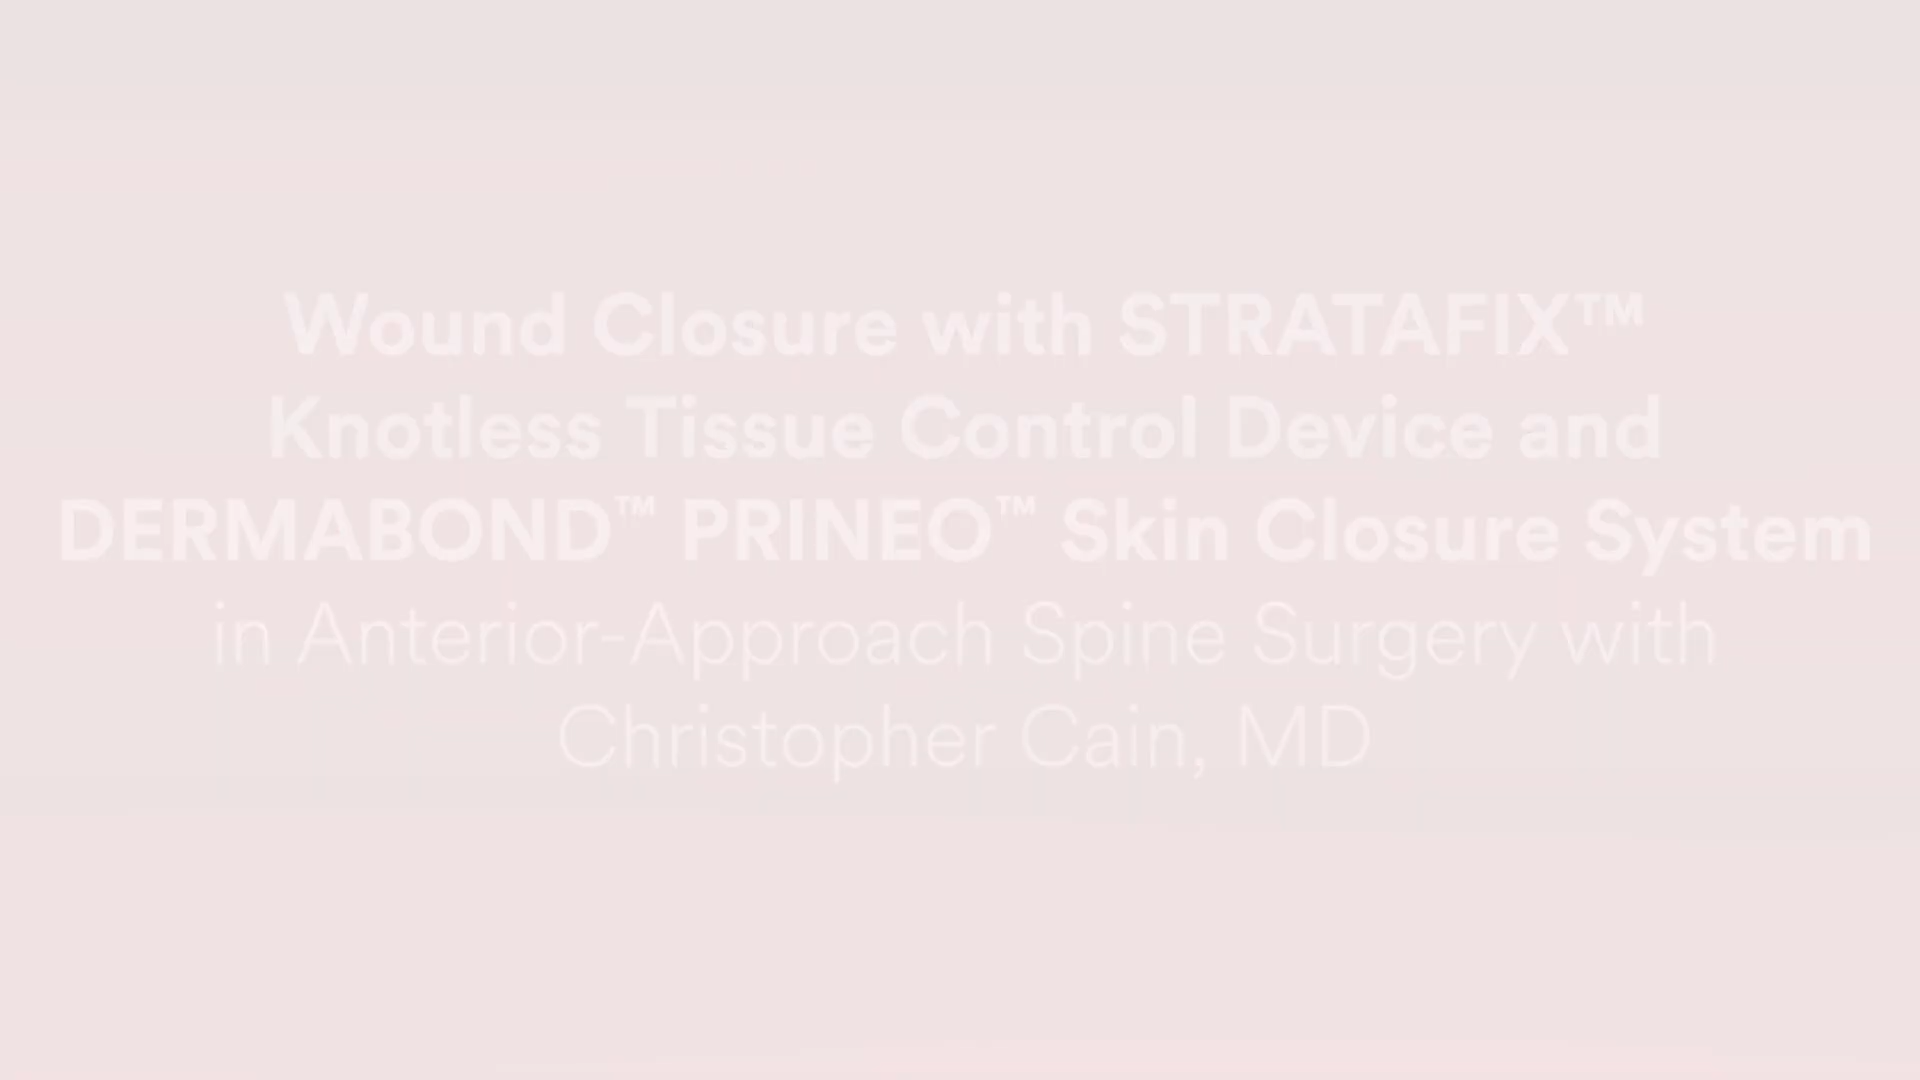 Wound Closure with STRATAFIX™
Knotless Tissue Control Device and
DERMABOND™ PRINEO™ Skin Closure System
in Anterior-Approach Spine Surgery with
Christopher Cain, MD